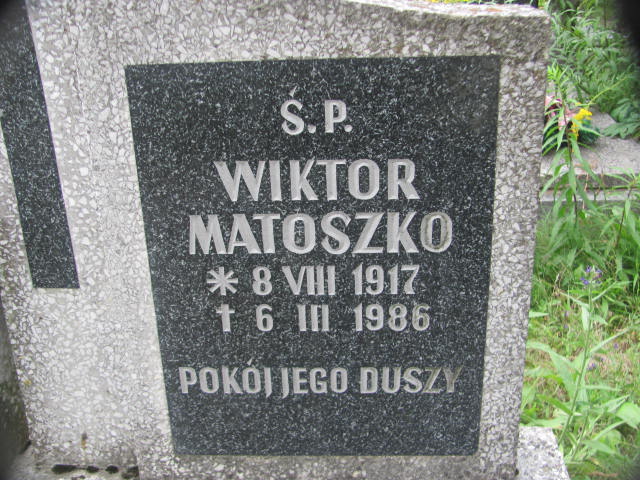 Ś.P.
WIKTOR
MATOSZKO
* 8 VIII 1917
† 6 III 1986
POKÓJ JEGO DUSZY